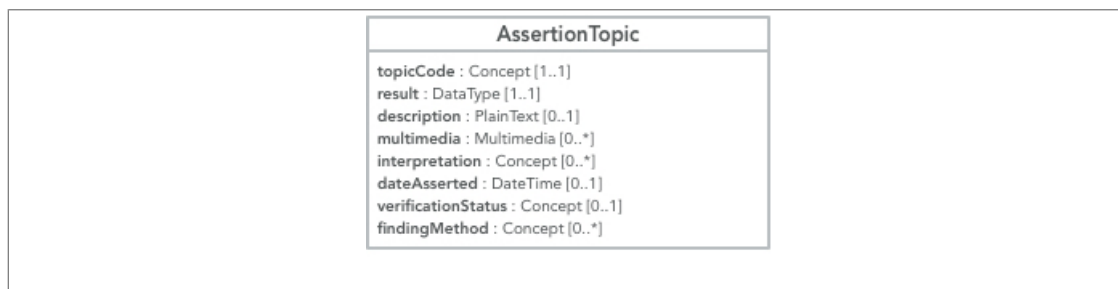 AssertionTopic
topicCode : Concept [1..1]
result : DataType [1..1]
description : PlainText [0..1]
multimedia : Multimedia [0..*]
interpretation : Concept [0..*]
dateAsserted : DateTime [0..1]
verificationStatus : Concept [0..1]
findingMethod : Concept [0..*]